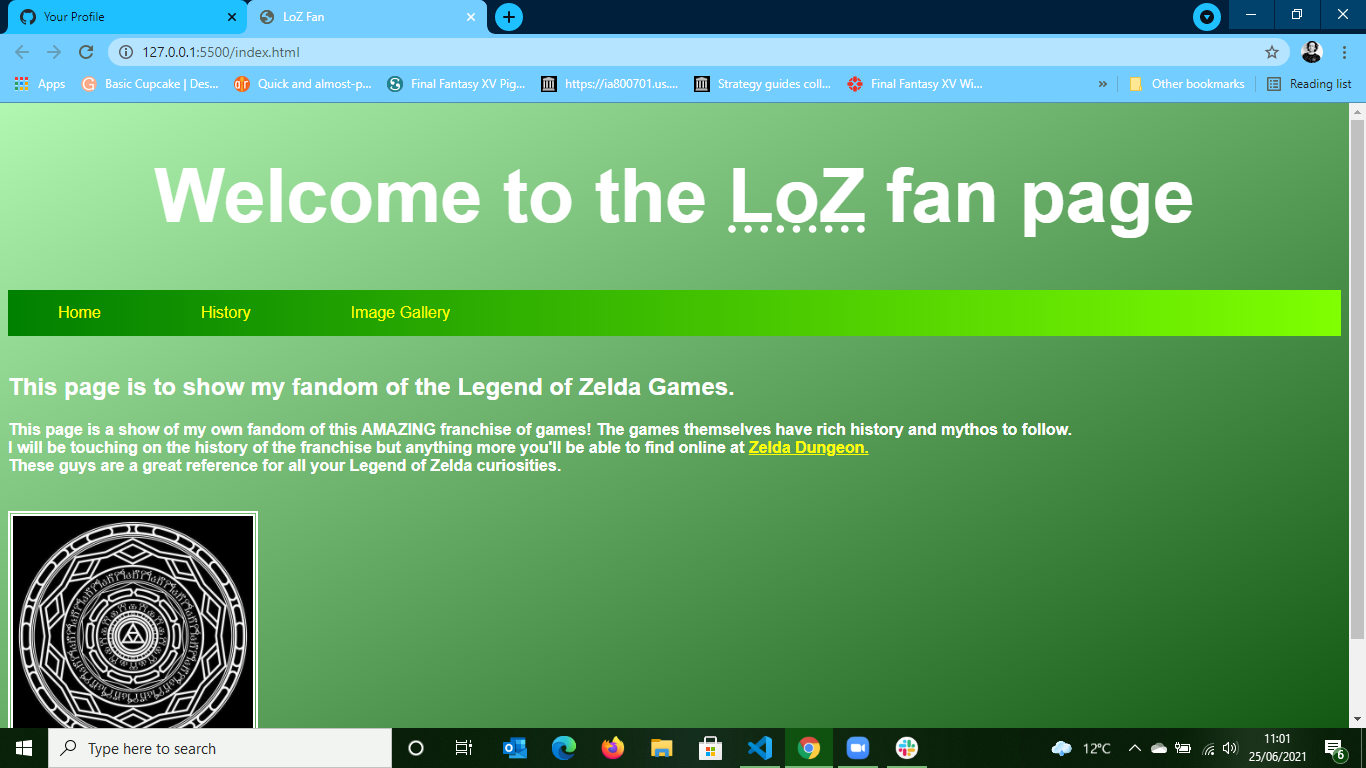 Your Profile
LoZ Fan
127.0.0.1:5500/index.html
Apps
Basic Cupcake | Des...
Quick and almost-p...
Final Fantasy XV Pig...
https://ia800701.us....
Strategy guides coll...
Final Fantasy XV Wi...
»
Other bookmarks
Reading list
Welcome to the LoZ fan page
Home
History
Image Gallery
This page is to show my fandom of the Legend of Zelda Games.
This page is a show of my own fandom of this AMAZING franchise of games! The games themselves have rich history and mythos to follow.
I will be touching on the history of the franchise but anything more you'll be able to find online at Zelda Dungeon.
These guys are a great reference for all your Legend of Zelda curiosities.
Type here to search
12°C
11:01
25/06/2021
6